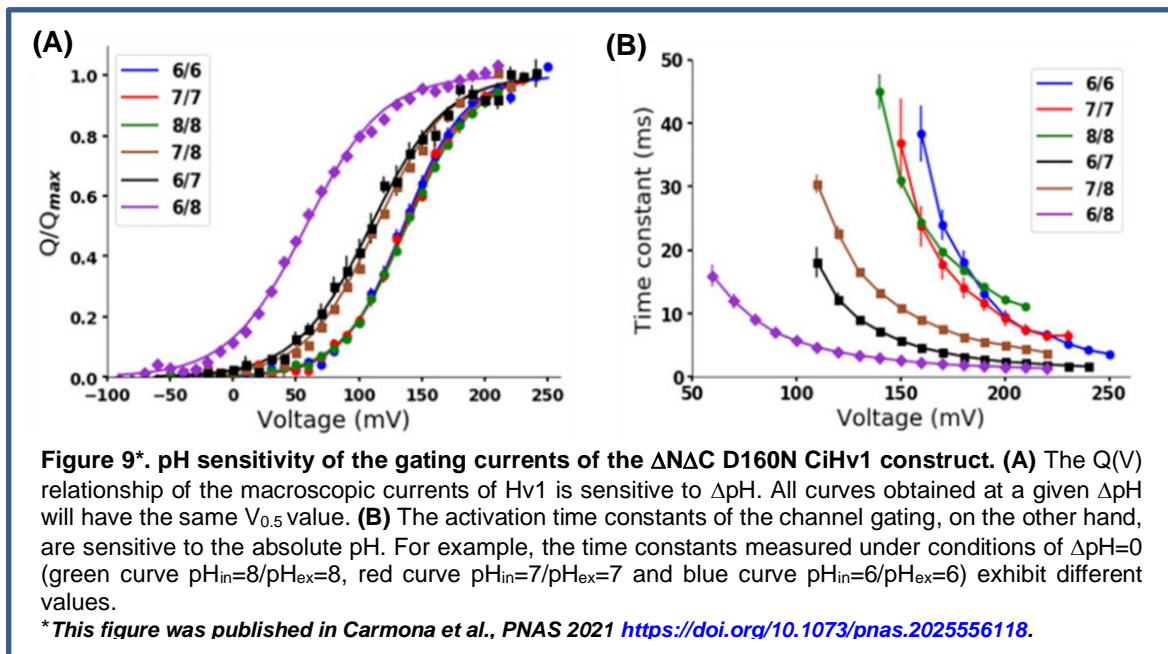 (A)
(B)
6/6
7/7
8/8
7/8
6/7
6/8
1.0
0.8
0.6
0.4
0.2
0.0
Q/Qmax
−100 −50 0 50 100 150 200 250
Voltage (mV)
6/6
7/7
8/8
6/7
7/8
6/8
50
40
30
20
10
0
Time constant (ms)
50 100 150 200 250
Voltage (mV)
Figure 9*. pH sensitivity of the gating currents of the ΔNΔC D160N CiHv1 construct. (A) The Q(V)
relationship of the macroscopic currents of Hv1 is sensitive to ΔpH. All curves obtained at a given ΔpH
will have the same V0.5 value. (B) The activation time constants of the channel gating, on the other hand,
are sensitive to the absolute pH. For example, the time constants measured under conditions of ΔpH=0
(green curve pHin=8/pHex=8, red curve pHin=7/pHex=7 and blue curve pHin=6/pHex=6) exhibit different
values.
*This figure was published in Carmona et al., PNAS 2021 https://doi.org/10.1073/pnas.2025556118.